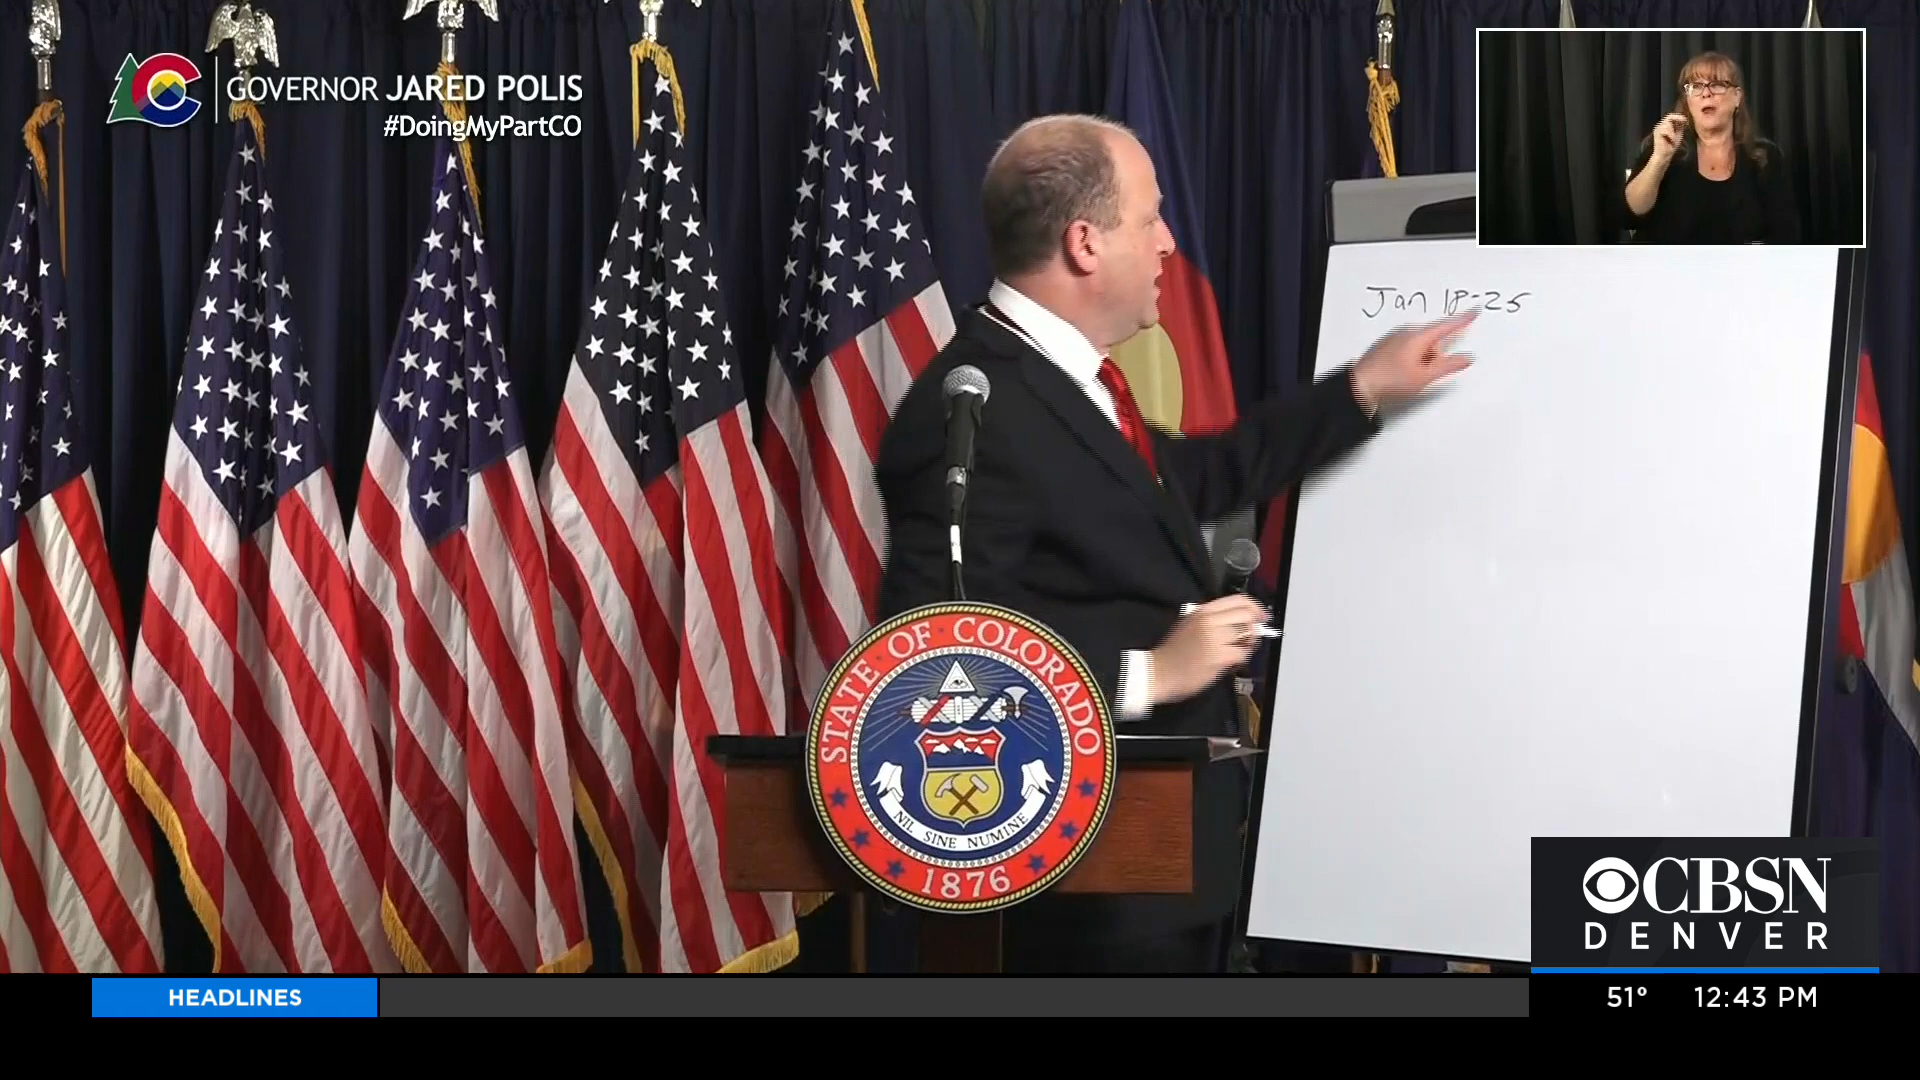 GOVERNOR JARED POLIS
#DoingMyPartCO
Jan 18-25
STATE OF COLORADO
NIL SINE NUMINE
1876
CBSN
DENVER
HEADLINES
51° 12:43 PM